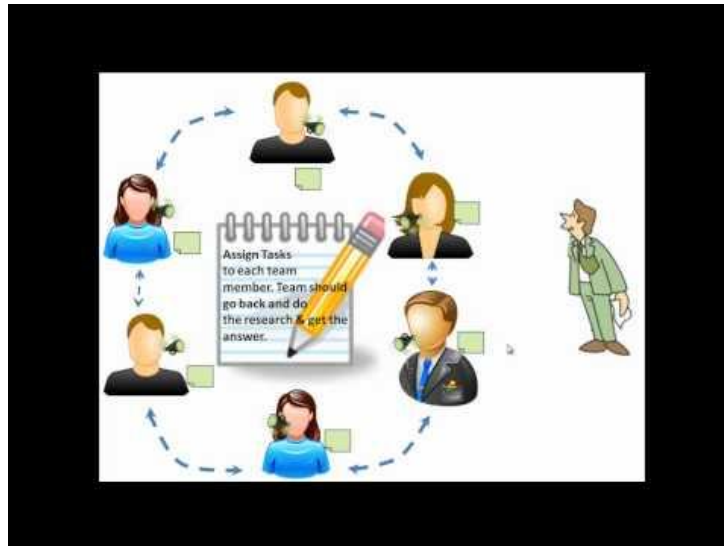 Assign Tasks
to each team
member. Team should
go back and do
the research & get the
answer.